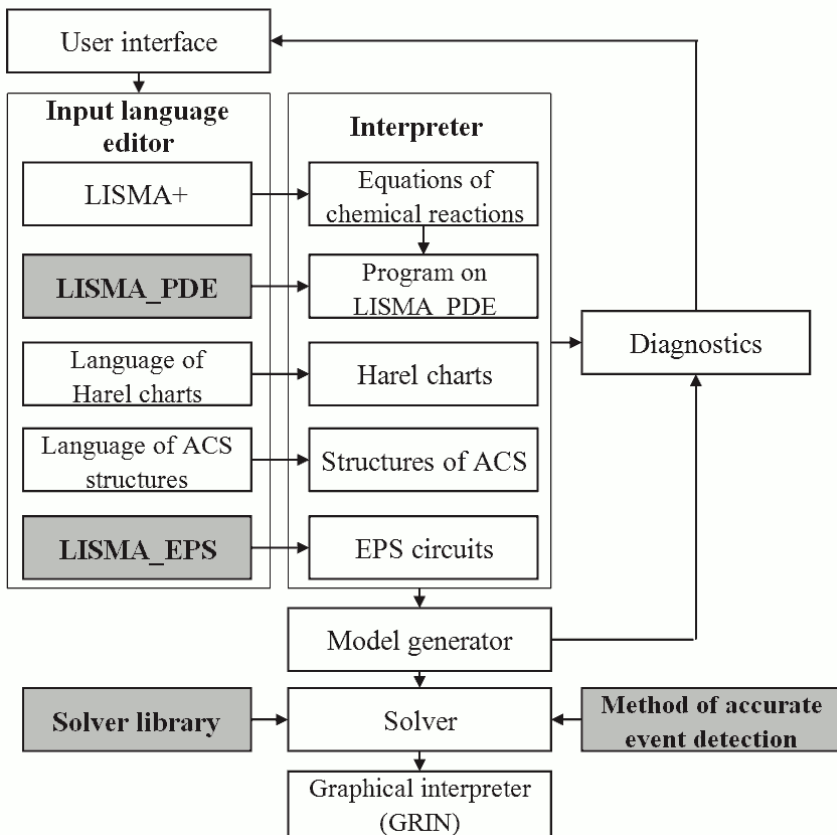 User interface
Input language
editor
Interpreter
LISMA+
Equations of
chemical reactions
LISMA_PDE
Program on
LISMA PDE
Diagnostics
Language of
Harel charts
Harel charts
Language of ACS
structures
Structures of ACS
LISMA_EPS
EPS circuits
Model generator
Solver library
Solver
Method of accurate
event detection
Graphical interpreter
(GRIN)